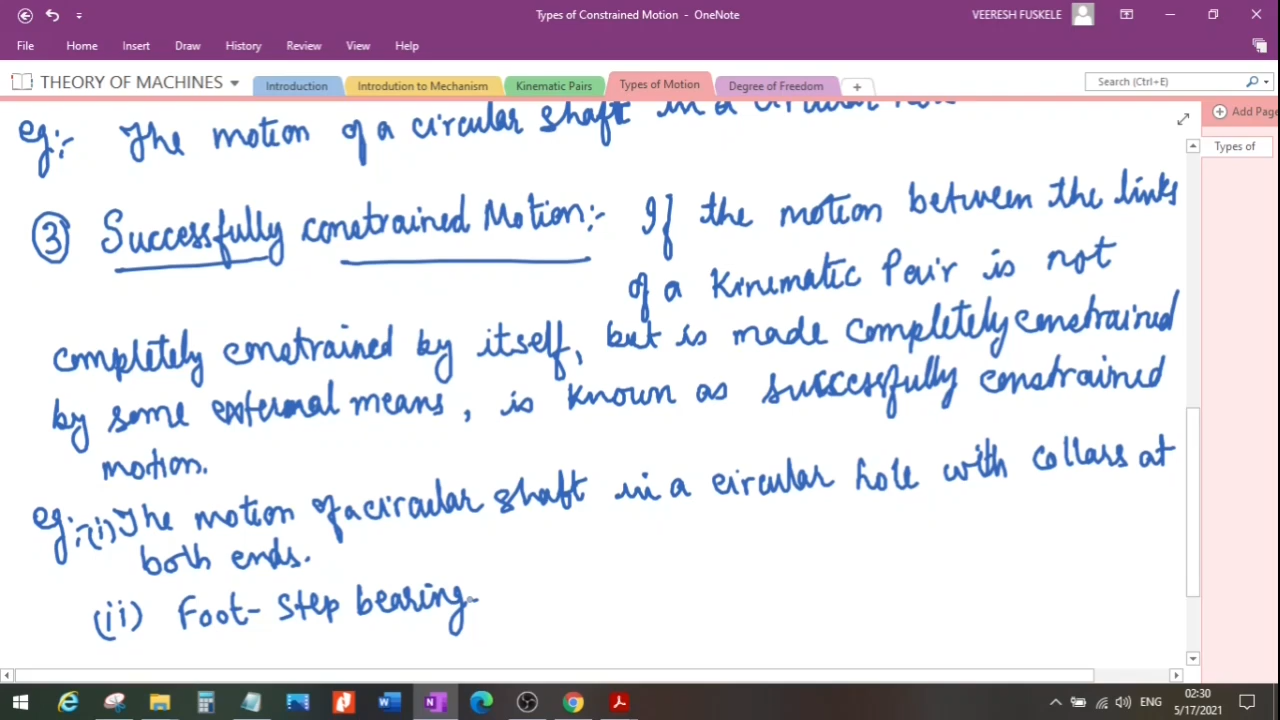 Types of Constrained Motion - OneNote
VEERESH FUSKELE
File Home Insert Draw History Review View Help
THEORY OF MACHINES
Introduction
Introdution to Mechanism
Kinematic Pairs
Types of Motion
Degree of Freedom
Search (Ctrl+E)
Add Page
Types of
eg:- The motion of a circular shaft in a circular hole
③ Successfully constrained Motion:- If the motion between the links
of a Kinematic Pair is not
completely constrained by itself, but is made completely constrained
by some external means, is known as successfully constrained
motion.
eg:-(i) The motion of a circular shaft in a circular hole with collars at
both ends.
(ii) Foot-Step bearing
ENG
02:30
5/17/2021